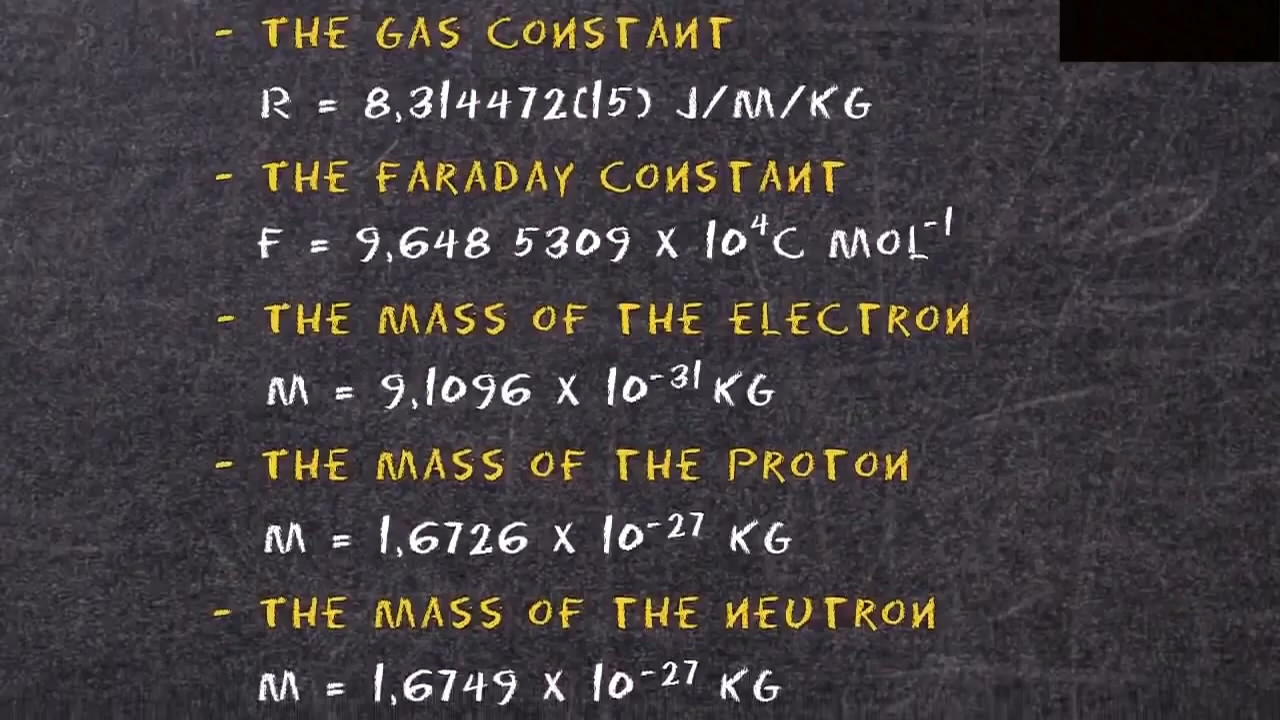 - THE GAS CONSTANT
R = 8,314472(15) J/M/KG
- THE FARADAY CONSTANT
F = 9,648 5309 X 10⁴C MOL⁻¹
- THE MASS OF THE ELECTRON
M = 9,1096 X 10⁻³¹ KG
- THE MASS OF THE PROTON
M = 1,6726 X 10⁻²⁷ KG
- THE MASS OF THE NEUTRON
M = 1,6749 X 10⁻²⁷ KG